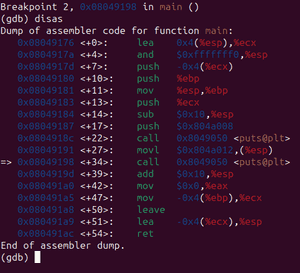 Breakpoint 2, 0x08049198 in main ()
(gdb) disas
Dump of assembler code for function main:
   0x08049176 <+0>:     lea    0x4(%esp),%ecx
   0x0804917a <+4>:     and    $0xfffffff0,%esp
   0x0804917d <+7>:     push   -0x4(%ecx)
   0x08049180 <+10>:    push   %ebp
   0x08049181 <+11>:    mov    %esp,%ebp
   0x08049183 <+13>:    push   %ecx
   0x08049184 <+14>:    sub    $0x10,%esp
   0x08049187 <+17>:    push   $0x804a008
   0x0804918c <+22>:    call   0x8049050 <puts@plt>
   0x08049191 <+27>:    movl   $0x804a012,(%esp)
=> 0x08049198 <+34>:    call   0x8049050 <puts@plt>
   0x0804919d <+39>:    add    $0x10,%esp
   0x080491a0 <+42>:    mov    $0x0,%eax
   0x080491a5 <+47>:    mov    -0x4(%ebp),%ecx
   0x080491a8 <+50>:    leave
   0x080491a9 <+51>:    lea    -0x4(%ecx),%esp
   0x080491ac <+54>:    ret
End of assembler dump.
(gdb)